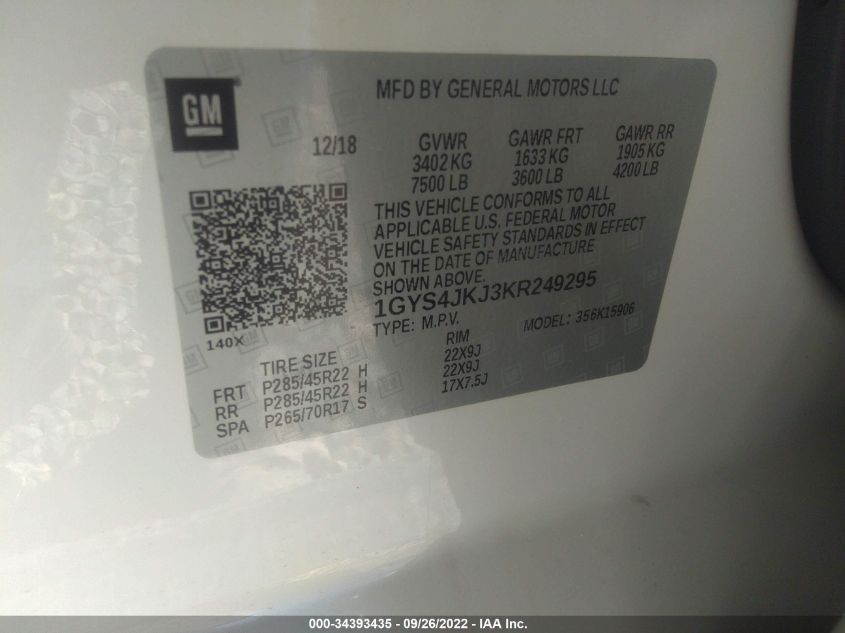 GM
MFD BY GENERAL MOTORS LLC
12/18
GVWR GAWR FRT GAWR RR
3402 KG 1633 KG 1905 KG
7500 LB 3600 LB 4200 LB
THIS VEHICLE CONFORMS TO ALL
APPLICABLE U.S. FEDERAL MOTOR
VEHICLE SAFETY STANDARDS IN EFFECT
ON THE DATE OF MANUFACTURE
SHOWN ABOVE.
1GYS4JKJ3KR249295
TYPE: M.P.V. MODEL: 356K15906
140X
TIRE SIZE RIM
FRT P285/45R22 H 22X9J
RR P285/45R22 H 22X9J
SPA P265/70R17 S 17X7.5J
000-34393435 - 09/26/2022 - IAA Inc.